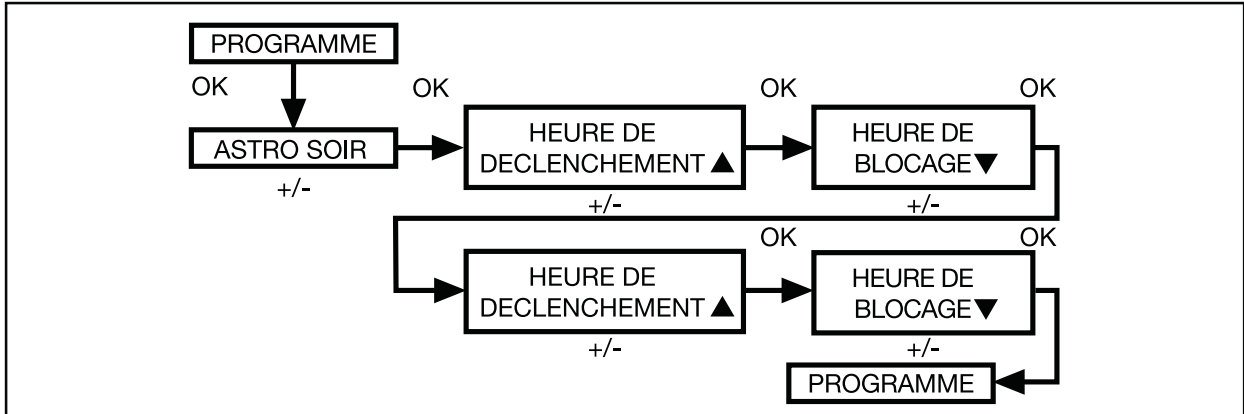 PROGRAMME
OK
OK
OK
OK
ASTRO SOIR
+/-
HEURE DE
DECLENCHEMENT ▲
+/-
HEURE DE
BLOCAGE ▼
+/-
OK
OK
HEURE DE
DECLENCHEMENT ▲
+/-
HEURE DE
BLOCAGE ▼
+/-
PROGRAMME